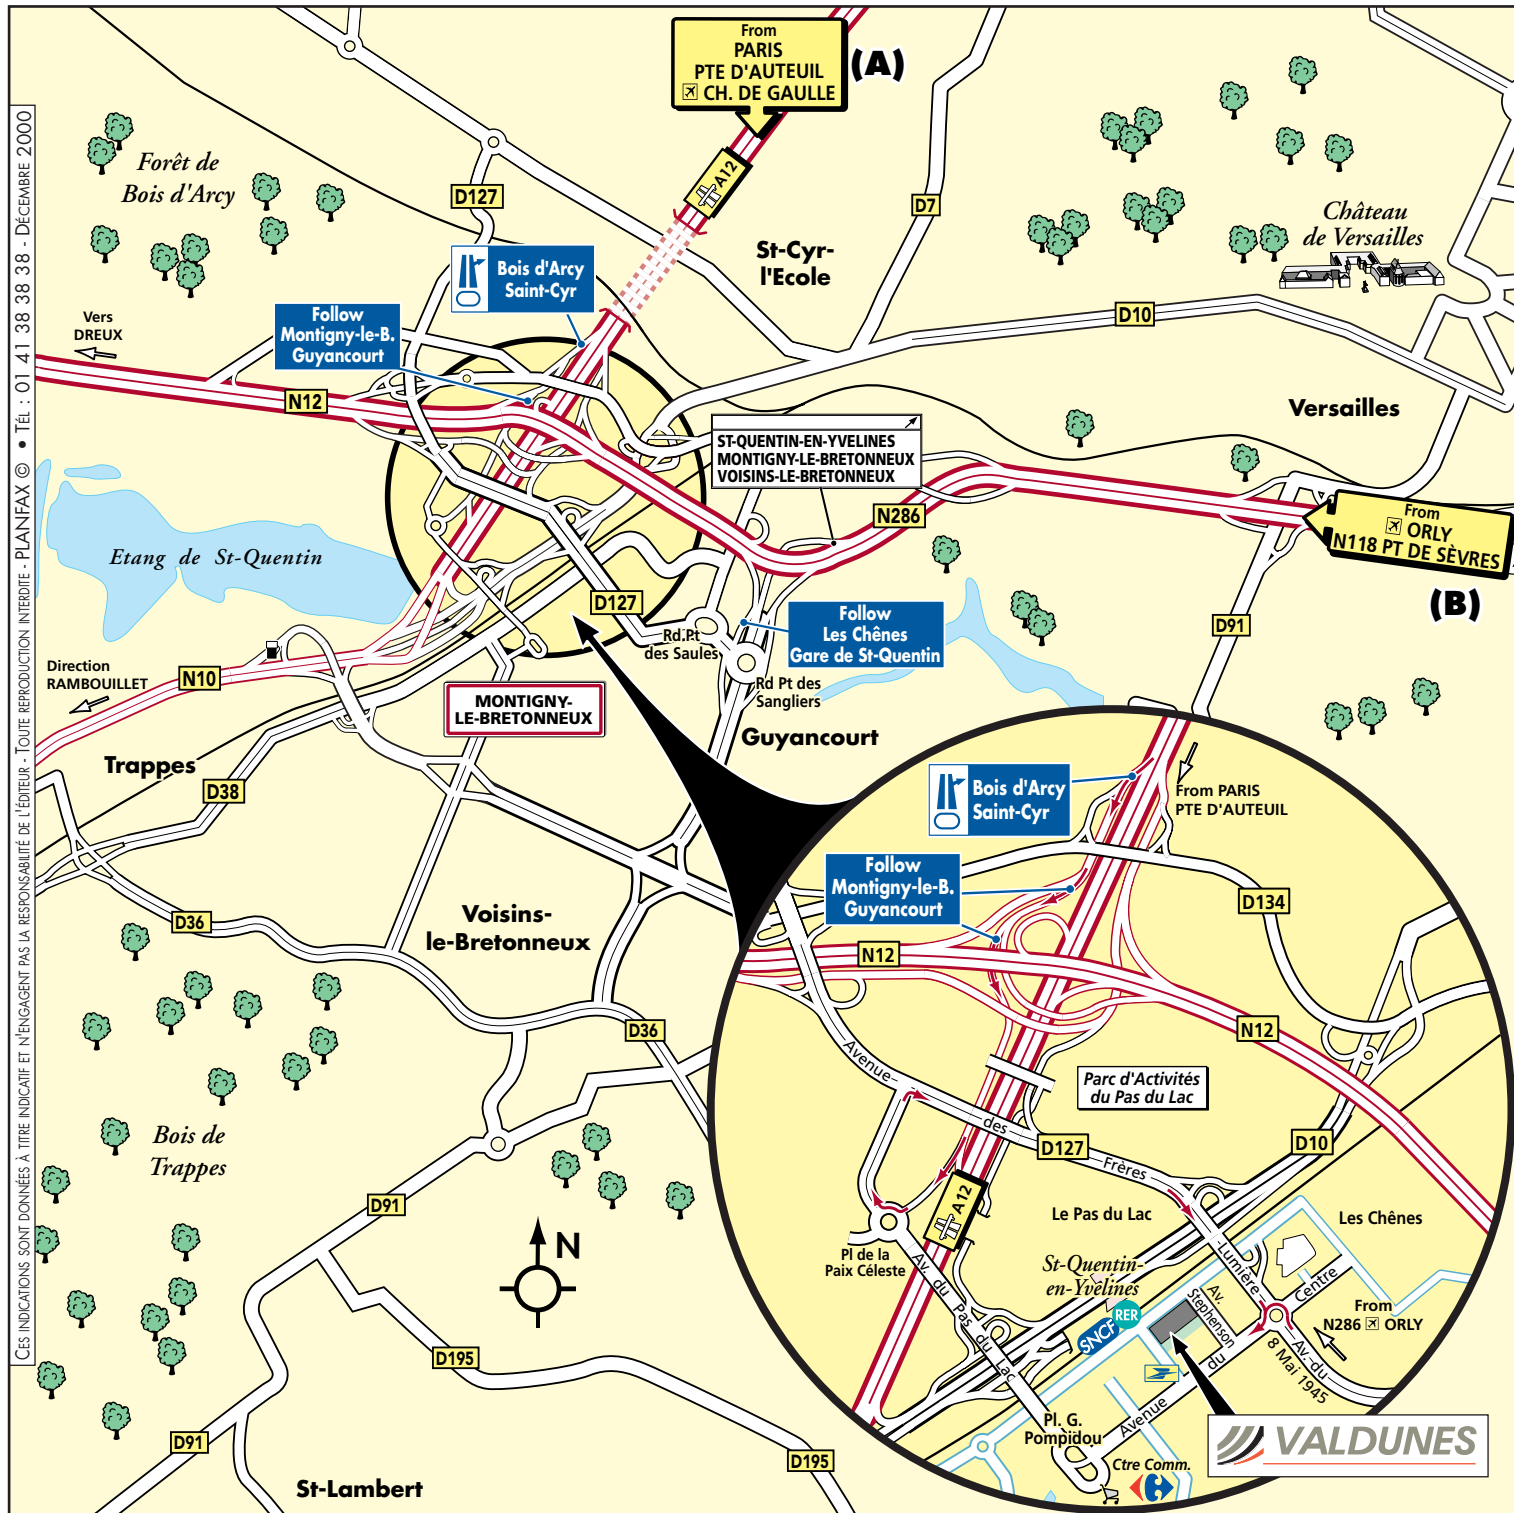 From
PARIS
PTE D'AUTEUIL
CH. DE GAULLE
(A)
A12
Forêt de
Bois d'Arcy
D127
D7
Château
de Versailles
St-Cyr-
l'Ecole
Bois d'Arcy
Saint-Cyr
Follow
Montigny-le-B.
Guyancourt
Vers
DREUX
D10
N12
Versailles
ST-QUENTIN-EN-YVELINES
MONTIGNY-LE-BRETONNEUX
VOISINS-LE-BRETONNEUX
N286
From
ORLY
N118 PT DE SÈVRES
(B)
Etang de St-Quentin
D127
Follow
Les Chênes
Gare de St-Quentin
D91
Rd.Pt
des Saules
Rd Pt des
Sangliers
Direction
RAMBOUILLET
N10
MONTIGNY-
LE-BRETONNEUX
Guyancourt
Trappes
D38
D36
Voisins-
le-Bretonneux
D36
Bois de
Trappes
D91
N
D195
D91
D195
St-Lambert
Bois d'Arcy
Saint-Cyr
From PARIS
PTE D'AUTEUIL
Follow
Montigny-le-B.
Guyancourt
D134
N12
N12
Avenue
des
Frères
Lumière
Parc d'Activités
du Pas du Lac
D127
D10
A12
Le Pas du Lac
Les Chênes
Pl de la
Paix Céleste
Av. du Pas du Lac
St-Quentin-
en-Yvelines
RER
SNCF
Av.
Stephenson
Centre
du
Avenue
From
N286 ORLY
Av. du
8 Mai 1945
Pl. G.
Pompidou
Ctre Comm.
VALDUNES
CES INDICATIONS SONT DONNÉES À TITRE INDICATIF ET N'ENGAGENT PAS LA RESPONSABILITÉ DE L'ÉDITEUR - TOUTE REPRODUCTION INTERDITE - PLANFAX © • TÉL : 01 41 38 38 38 - DÉCEMBRE 2000